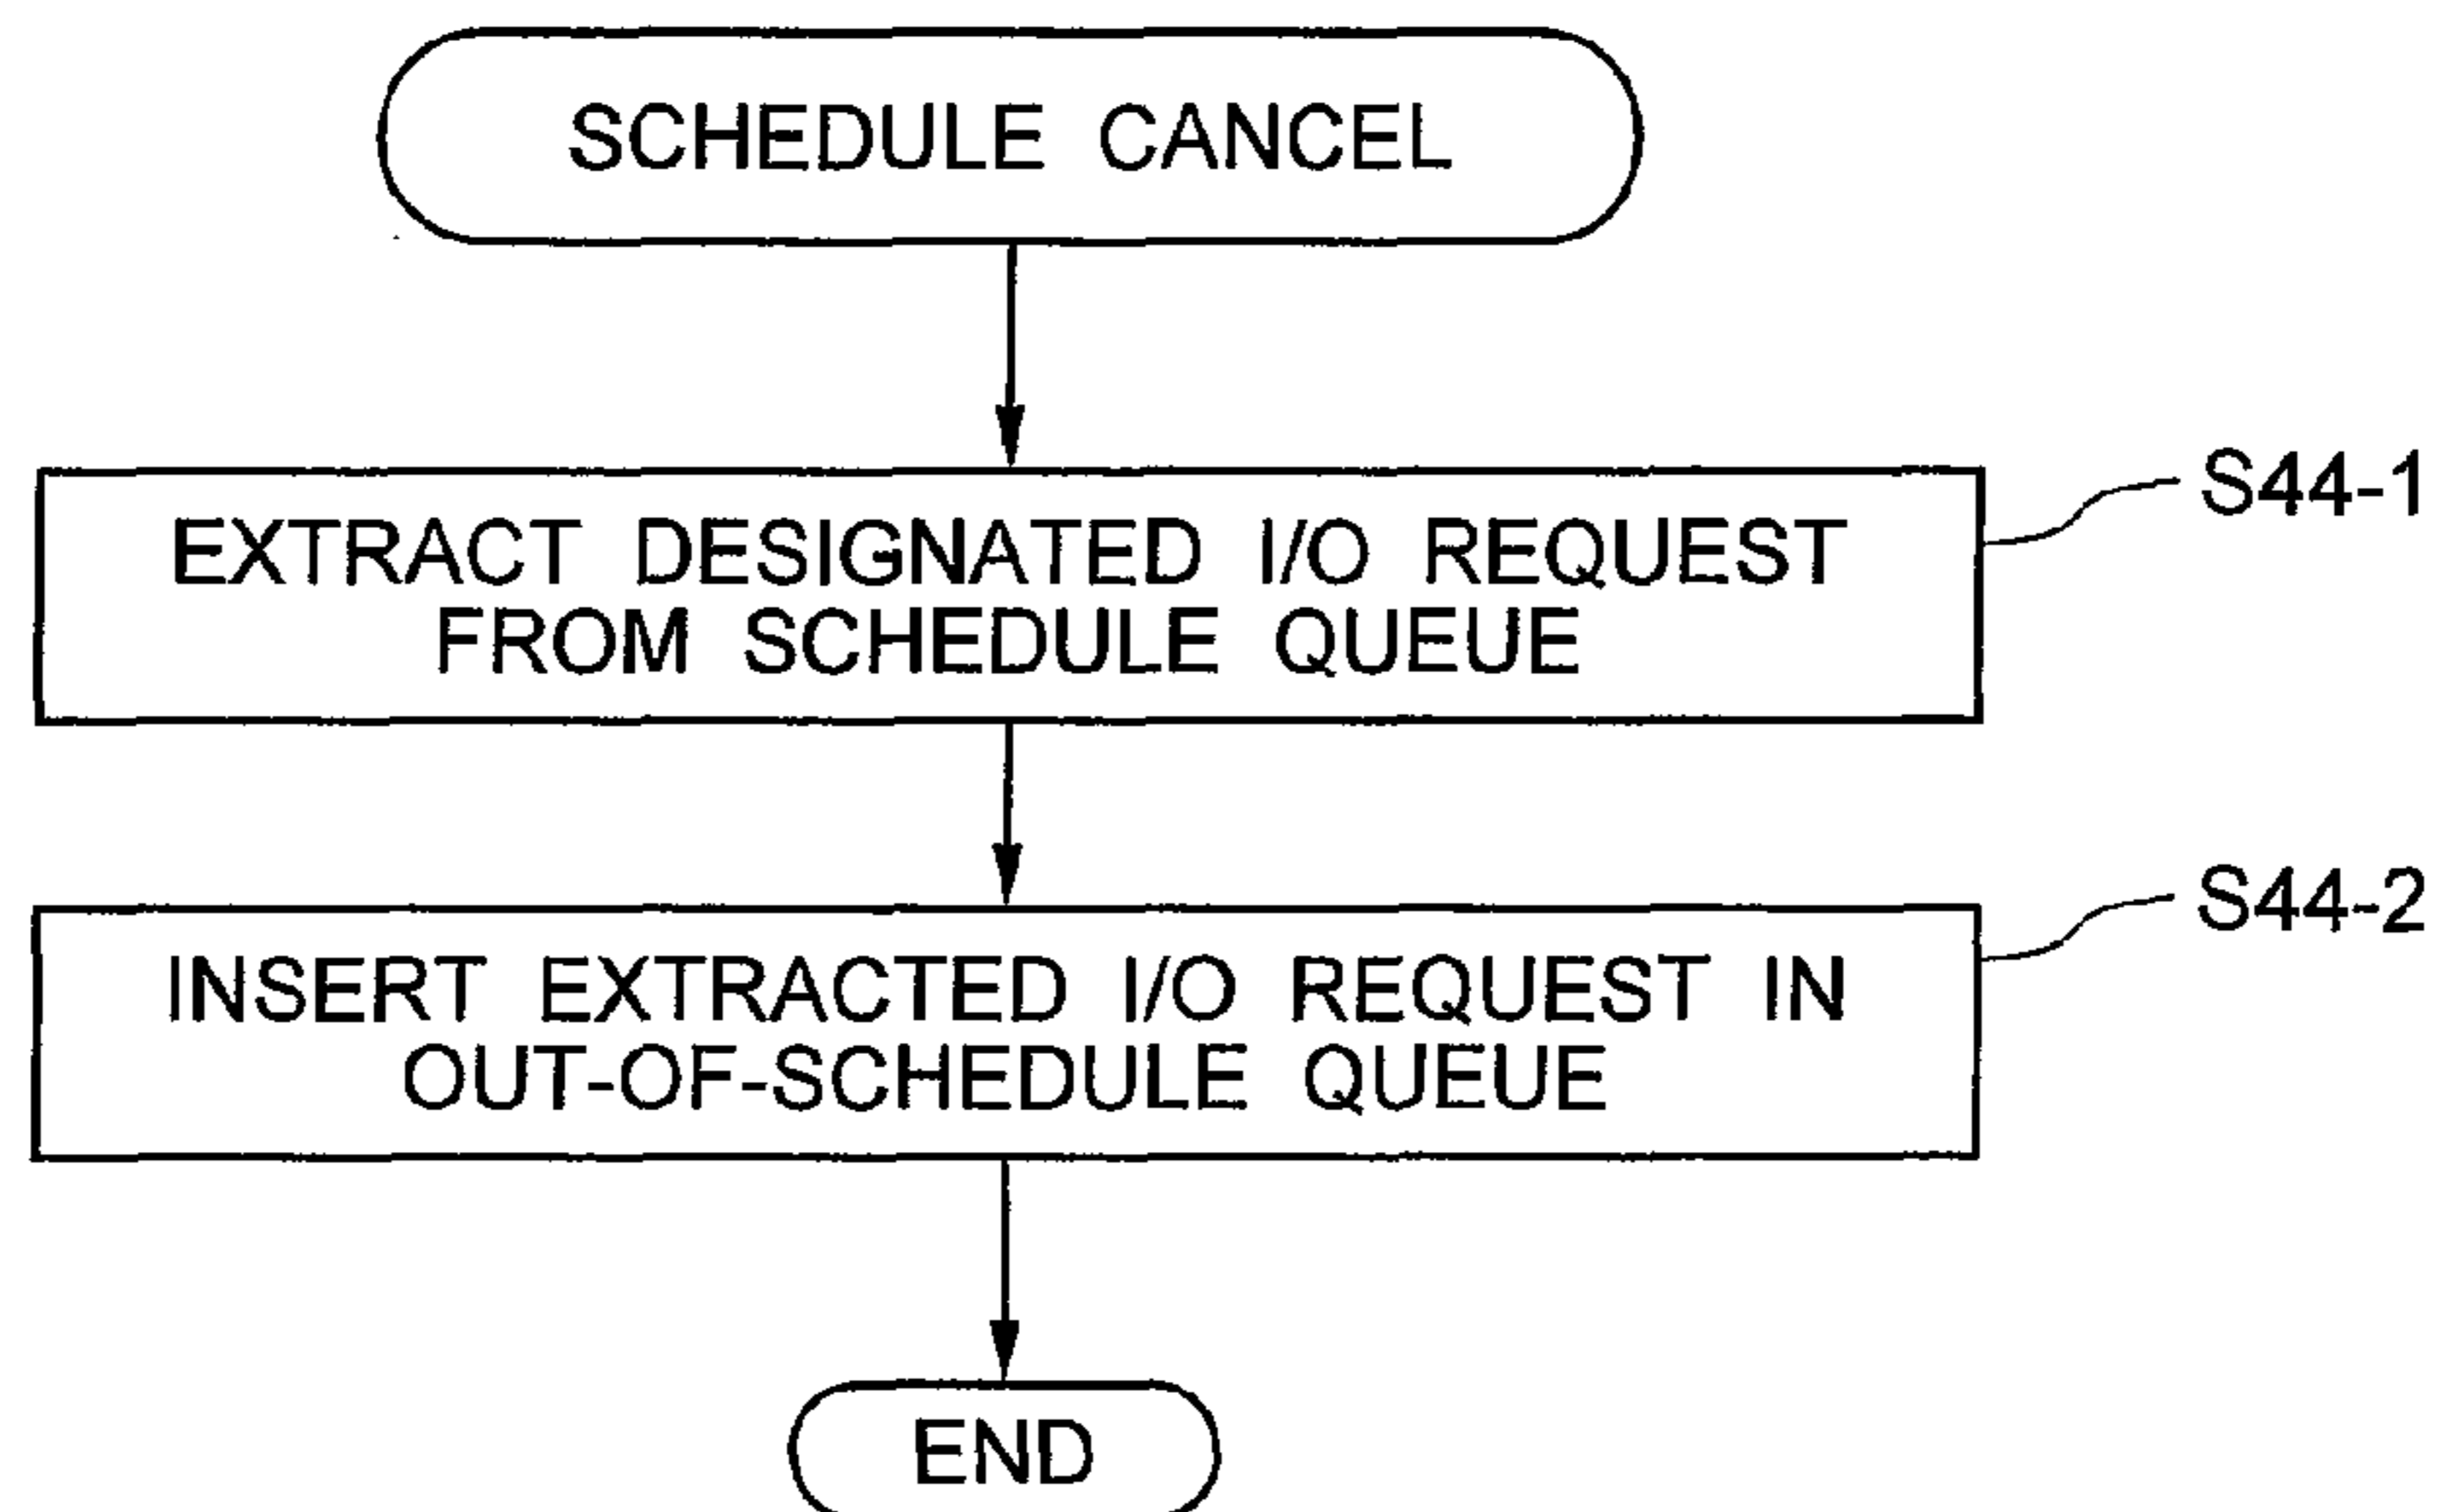 SCHEDULE CANCEL
S44-1
EXTRACT DESIGNATED I/O REQUEST
FROM SCHEDULE QUEUE
S44-2
INSERT EXTRACTED I/O REQUEST IN
OUT-OF-SCHEDULE QUEUE
END